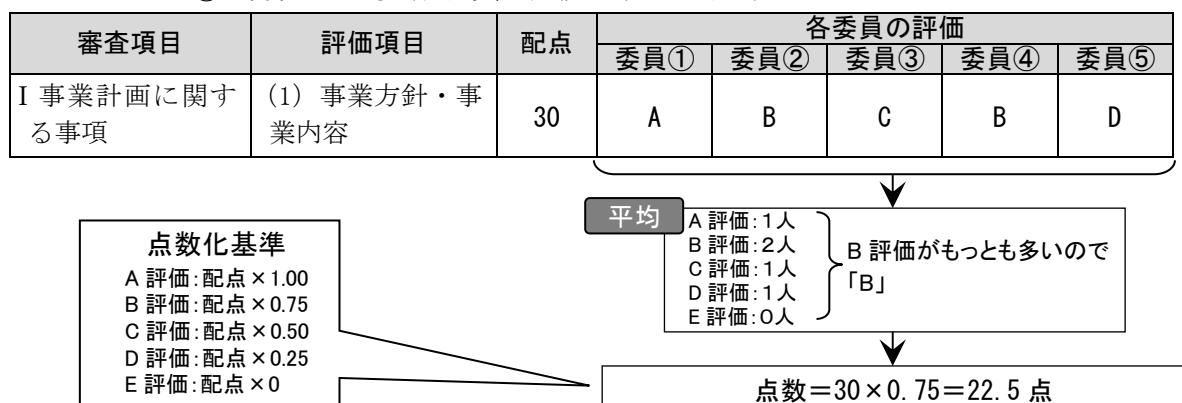 審査項目 評価項目 配点 各委員の評価
委員① 委員② 委員③ 委員④ 委員⑤
Ⅰ 事業計画に関す
る事項
(1) 事業方針・事
業内容
30 A B C B D
平均
A 評価:1人
B 評価:2人
C 評価:1人
D 評価:1人
E 評価:0人
B 評価がもっとも多いので
「B」
点数化基準
A 評価:配点×1.00
B 評価:配点×0.75
C 評価:配点×0.50
D 評価:配点×0.25
E 評価:配点×0
点数＝30×0.75＝22.5 点